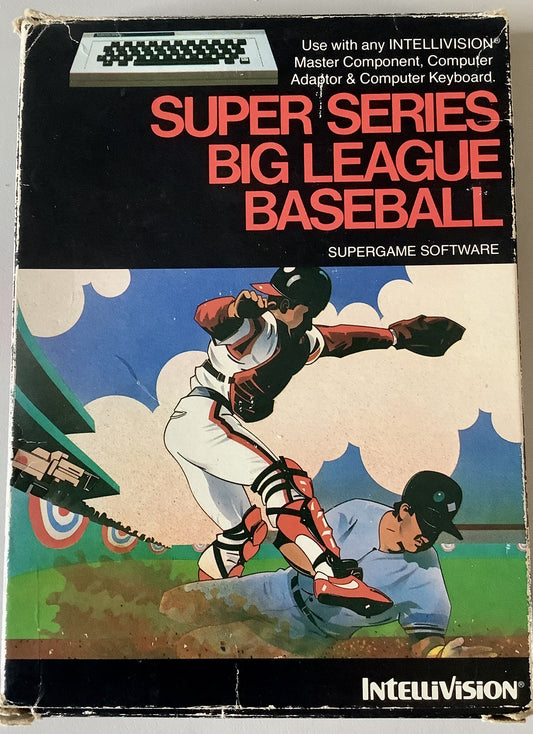 Use with any INTELLIVISION®
Master Component, Computer
Adaptor & Computer Keyboard.
SUPER SERIES
BIG LEAGUE
BASEBALL
SUPERGAME SOFTWARE
INTELLIVISION®